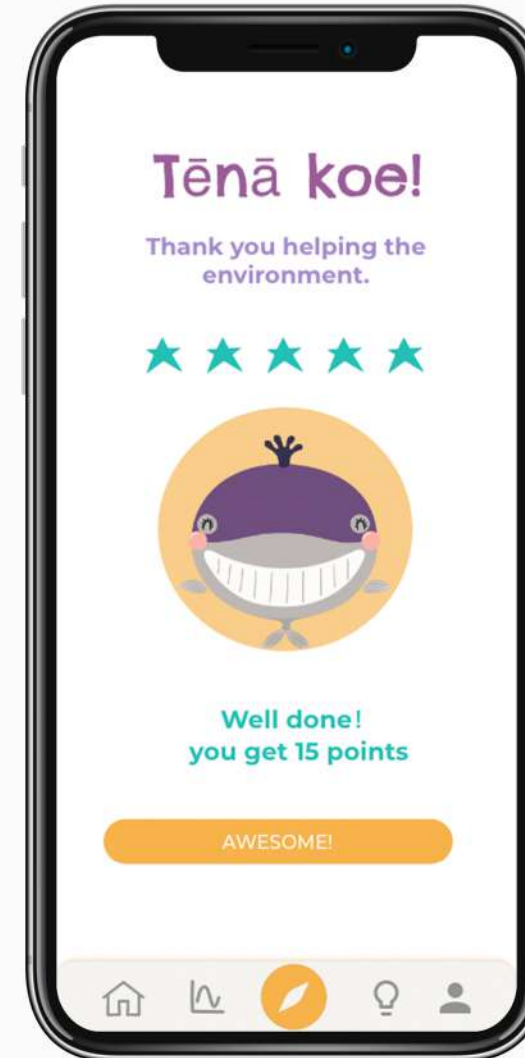 Tēnā koe!
Thank you helping the
environment.
Well done!
you get 15 points
AWESOME!